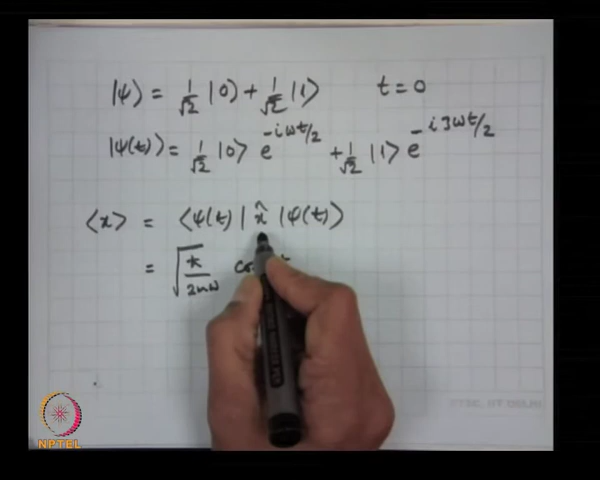 |ψ⟩ = 1/√2 |0⟩ + 1/√2 |1⟩ t = 0
|ψ(t)⟩ = 1/√2 |0⟩ e^{-iωt/2} + 1/√2 |1⟩ e^{-i3ωt/2}
⟨x⟩ = ⟨ψ(t)| x̂ |ψ(t)⟩
= √(ħ/2mω)
NPTEL